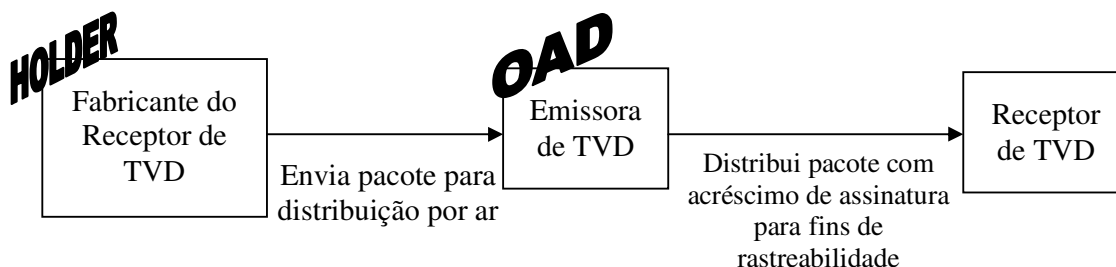 HOLDER
Fabricante do
Receptor de
TVD
Envia pacote para
distribuição por ar
OAD
Emissora
de TVD
Distribui pacote com
acréscimo de assinatura
para fins de
rastreabilidade
Receptor
de TVD